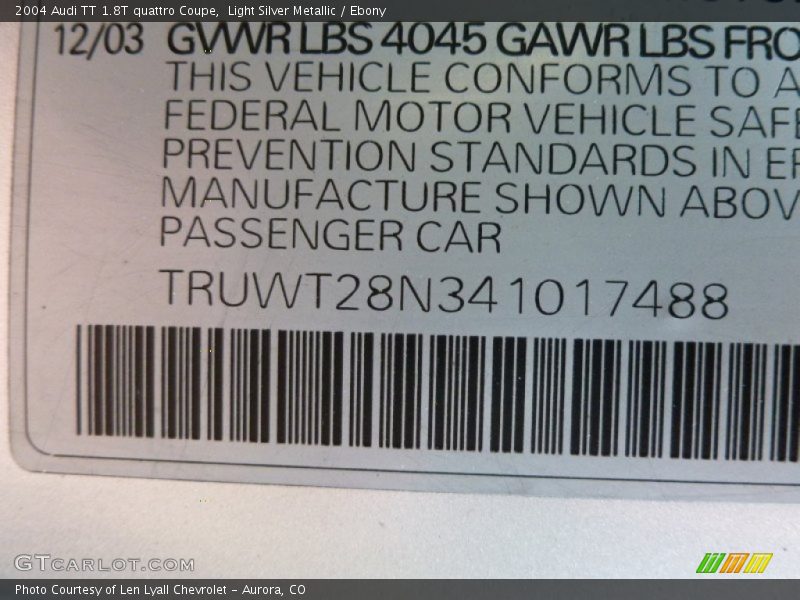 2004 Audi TT 1.8T quattro Coupe, Light Silver Metallic / Ebony
12/03 GVWR LBS 4045 GAWR LBS FRO
THIS VEHICLE CONFORMS TO A
FEDERAL MOTOR VEHICLE SAFE
PREVENTION STANDARDS IN EF
MANUFACTURE SHOWN ABOV
PASSENGER CAR
TRUWT28N341017488
GTCARLOT.COM
Photo Courtesy of Len Lyall Chevrolet - Aurora, CO